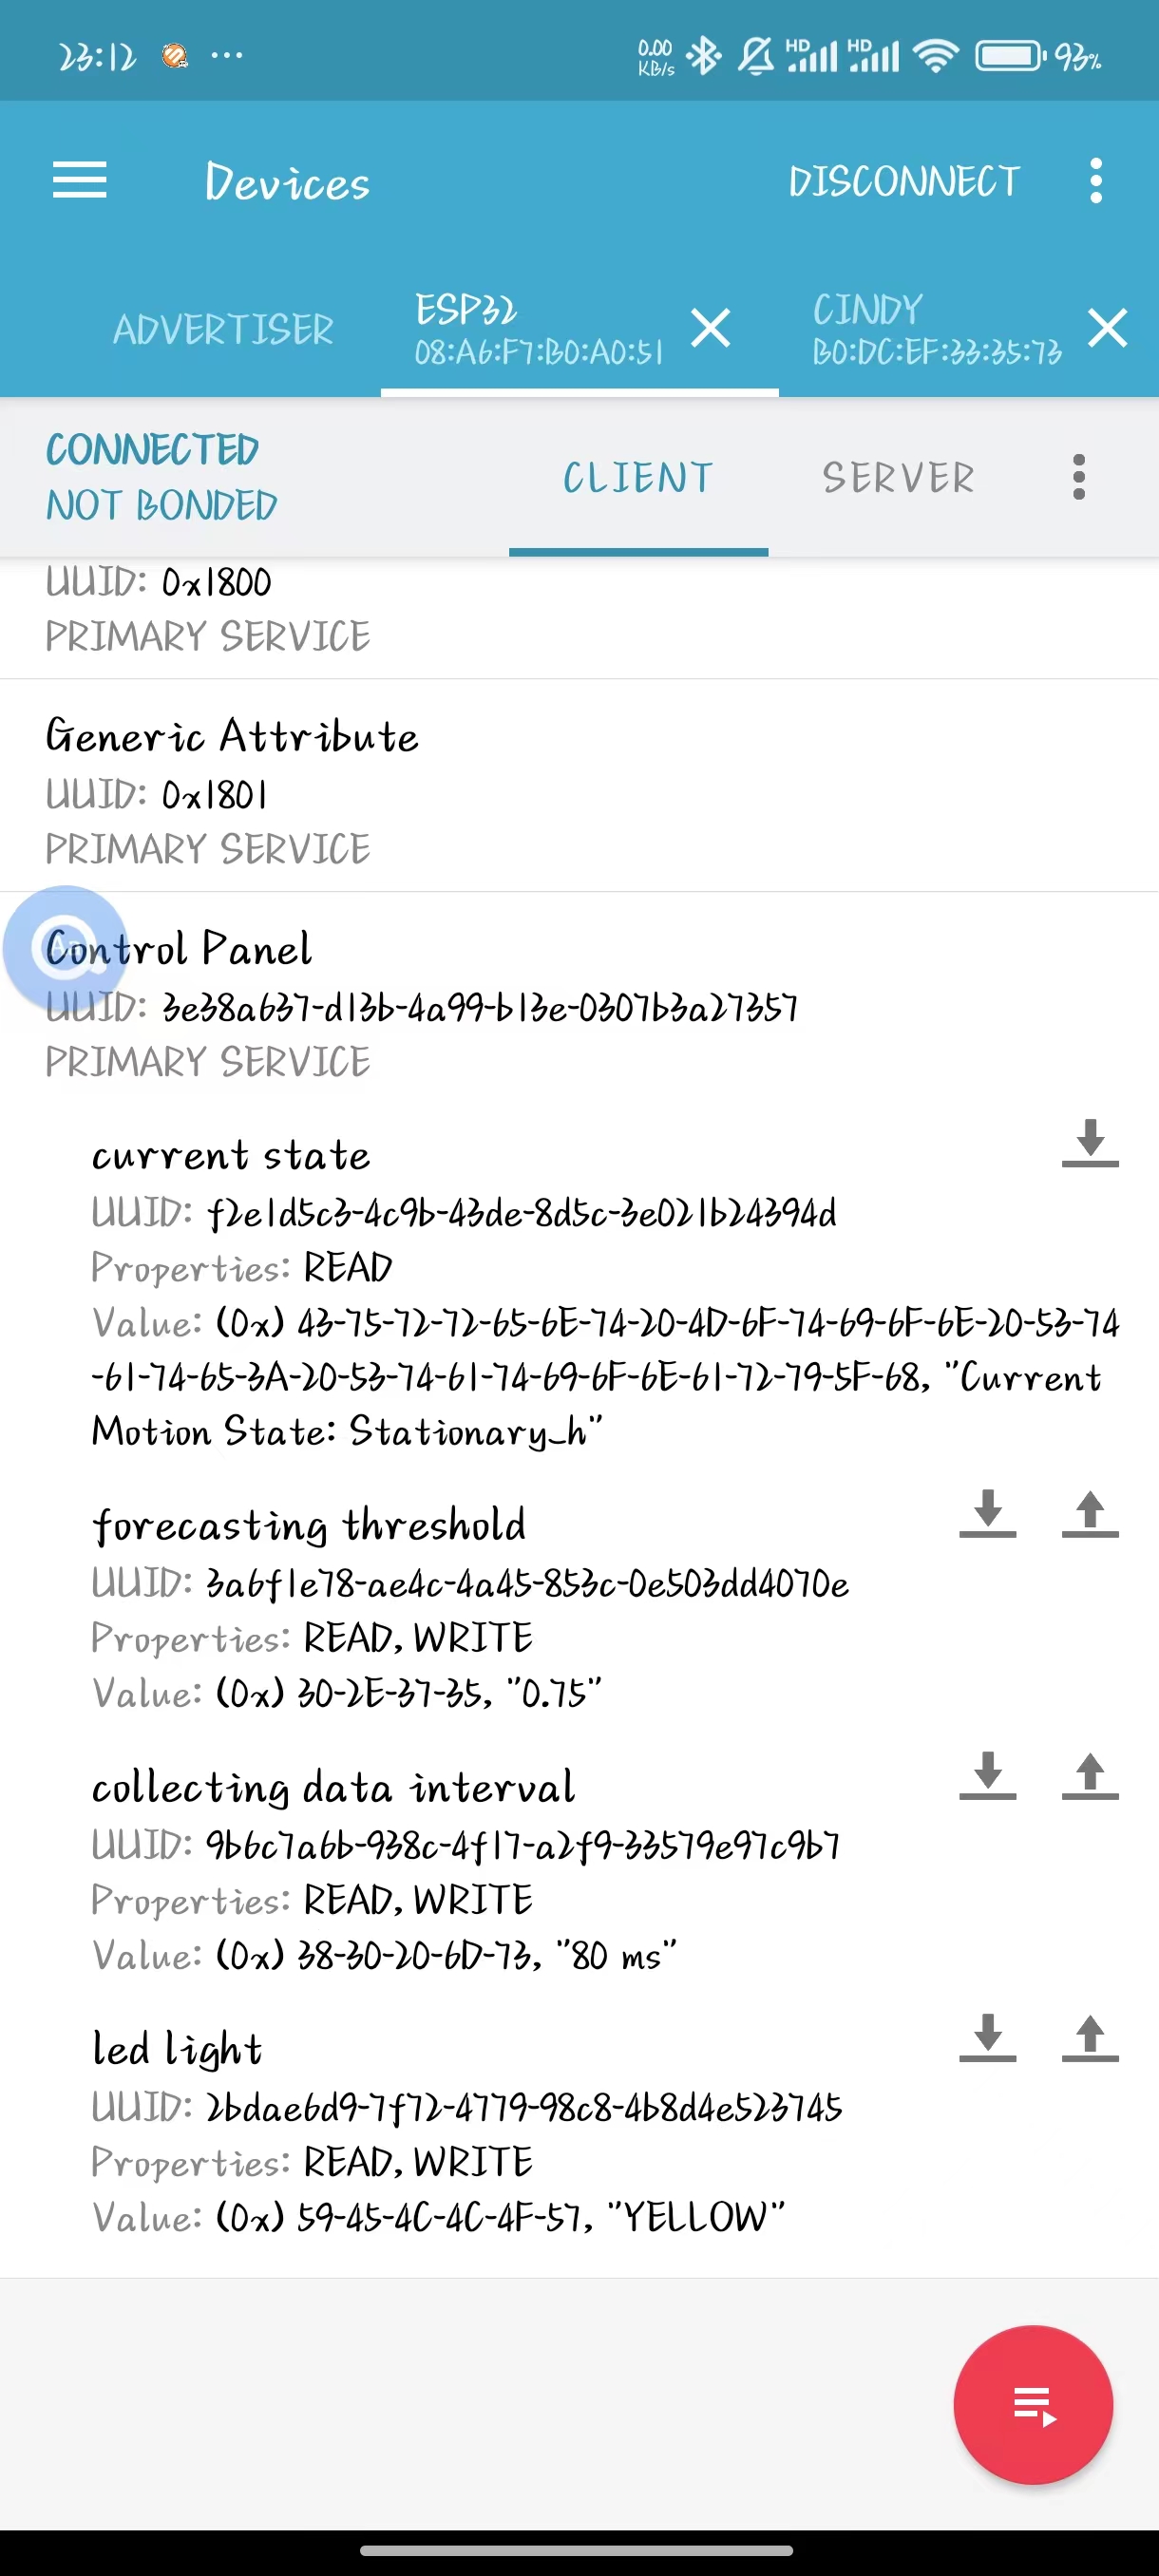 23:12 ... 0.00 KB/s HD HD 93%
Devices DISCONNECT
ADVERTISER ESP32 CINDY
08:A6:F7:B0:A0:51 B0:DC:EF:33:35:73
CONNECTED
NOT BONDED
CLIENT SERVER
UUID: 0x1800
PRIMARY SERVICE
Generic Attribute
UUID: 0x1801
PRIMARY SERVICE
Control Panel
UUID: 3e38a637-d13b-4a99-b13e-0307b3a27357
PRIMARY SERVICE
current state
UUID: f2e1d5c3-4c9b-43de-8d5c-3e021b24394d
Properties: READ
Value: (0x) 43-75-72-72-65-6E-74-20-4D-6F-74-69-6F-6E-20-53-74
-61-74-65-3A-20-53-74-61-74-69-6F-6E-61-72-79-5F-68, "Current
Motion State: Stationary_h"
forecasting threshold
UUID: 3a6f1e78-ae4c-4a45-853c-0e503dd4070e
Properties: READ, WRITE
Value: (0x) 30-2E-37-35, "0.75"
collecting data interval
UUID: 9b6c7a6b-938c-4f17-a2f9-33579e97c9b7
Properties: READ, WRITE
Value: (0x) 38-30-20-6D-73, "80 ms"
led light
UUID: 2bdae6d9-7f72-4779-98c8-4b8d4e523745
Properties: READ, WRITE
Value: (0x) 59-45-4C-4C-4F-57, "YELLOW"